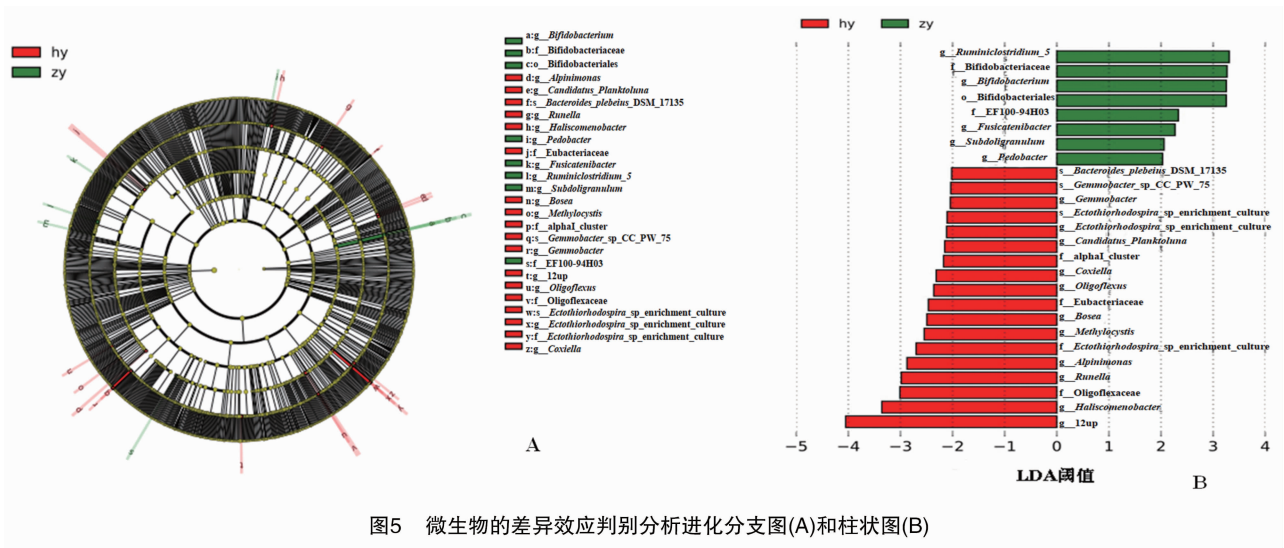 hy
zy
a:g__Bifidobacterium
b:f__Bifidobacteriaceae
c:o__Bifidobacteriales
d:g__Alpinimonas
e:g__Candidatus_Planktoluna
f:s__Bacteroides_plebeius_DSM_17135
g:g__Runella
h:g__Haliscomenobacter
i:g__Pedobacter
j:f__Eubacteriaceae
k:g__Fusicatenibacter
l:g__Ruminiclostridium_5
m:g__Subdoligranulum
n:g__Bosea
o:g__Methylocystis
p:f__alphaI_cluster
q:s__Gemmobacter_sp_CC_PW_75
r:g__Gemmobacter
s:f__EF100-94H03
t:g__12up
u:g__Oligoflexus
v:f__Oligoflexaceae
w:s__Ectothiorhodospira_sp_enrichment_culture
x:g__Ectothiorhodospira_sp_enrichment_culture
y:f__Ectothiorhodospira_sp_enrichment_culture
z:g__Coxiella
A
hy zy
g__Ruminiclostridium_5
f__Bifidobacteriaceae
g__Bifidobacterium
o__Bifidobacteriales
f__EF100-94H03
g__Fusicatenibacter
g__Subdoligranulum
g__Pedobacter
s__Bacteroides_plebeius_DSM_17135
s__Gemmobacter_sp_CC_PW_75
g__Gemmobacter
s__Ectothiorhodospira_sp_enrichment_culture
g__Ectothiorhodospira_sp_enrichment_culture
g__Candidatus_Planktoluna
f__alphaI_cluster
g__Coxiella
g__Oligoflexus
f__Eubacteriaceae
g__Bosea
g__Methylocystis
f__Ectothiorhodospira_sp_enrichment_culture
g__Alpinimonas
g__Runella
f__Oligoflexaceae
g__Haliscomenobacter
g__12up
−5 −4 −3 −2 −1 0 1 2 3 4
LDA阈值
B
图5 微生物的差异效应判别分析进化分支图(A)和柱状图(B)